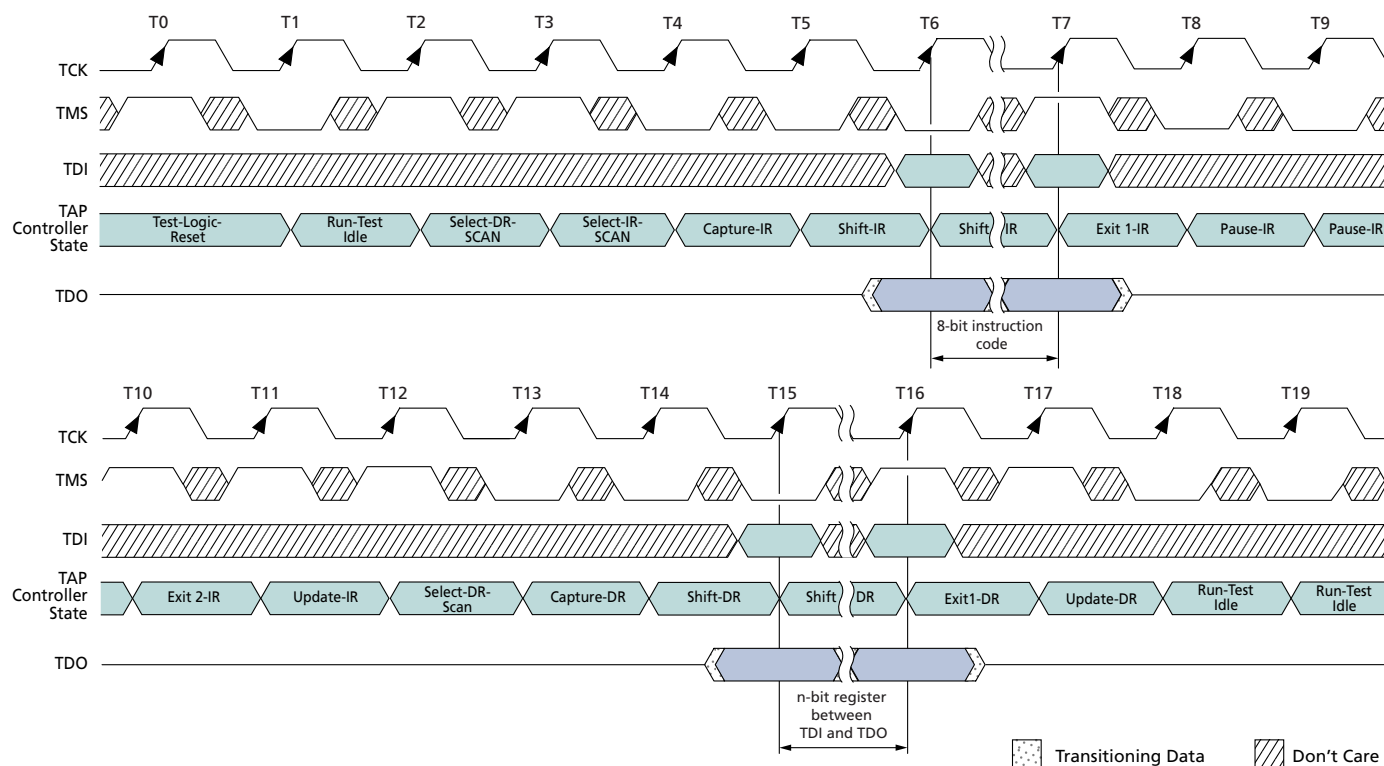 T0 T1 T2 T3 T4 T5 T6 T7 T8 T9
TCK
TMS
TDI
TAP
Controller
State
Test-Logic-
Reset
Run-Test
Idle
Select-DR-
SCAN
Select-IR-
SCAN
Capture-IR
Shift-IR
Shift IR
Exit 1-IR
Pause-IR
Pause-IR
TDO
8-bit instruction
code
T10 T11 T12 T13 T14 T15 T16 T17 T18 T19
TCK
TMS
TDI
TAP
Controller
State
Exit 2-IR
Update-IR
Select-DR-
Scan
Capture-DR
Shift-DR
Shift DR
Exit1-DR
Update-DR
Run-Test
Idle
Run-Test
Idle
TDO
n-bit register
between
TDI and TDO
Transitioning Data
Don't Care